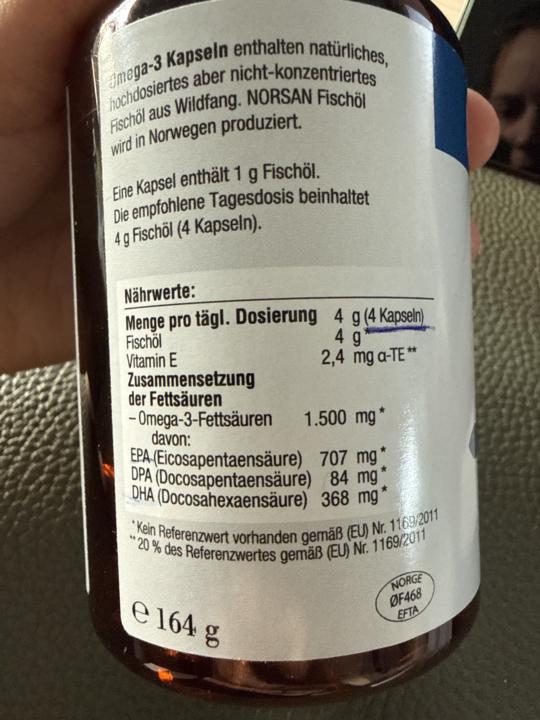 Omega-3 Kapseln enthalten natürliches,
hochdosiertes aber nicht-konzentriertes
Fischöl aus Wildfang. NORSAN Fischöl
wird in Norwegen produziert.
Eine Kapsel enthält 1 g Fischöl.
Die empfohlene Tagesdosis beinhaltet
4 g Fischöl (4 Kapseln).
Nährwerte:
Menge pro tägl. Dosierung 4 g (4 Kapseln)
Fischöl 4 g*
Vitamin E 2,4 mg α-TE**
Zusammensetzung
der Fettsäuren
– Omega-3-Fettsäuren 1.500 mg*
davon:
EPA (Eicosapentaensäure) 707 mg*
DPA (Docosapentaensäure) 84 mg*
DHA (Docosahexaensäure) 368 mg*
*Kein Referenzwert vorhanden gemäß (EU) Nr. 1169/2011
**20 % des Referenzwertes gemäß (EU) Nr. 1169/2011
NORGE
ØF468
EFTA
e 164 g